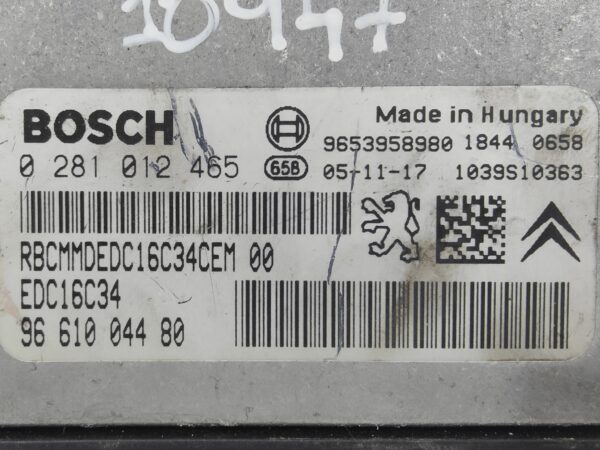 18947
BOSCH
Made in Hungary
9653958980 1844 0658
0 281 012 465 658 05-11-17 1039S10363
RBCMMDEDC16C34CEM 00
EDC16C34
96 610 044 80